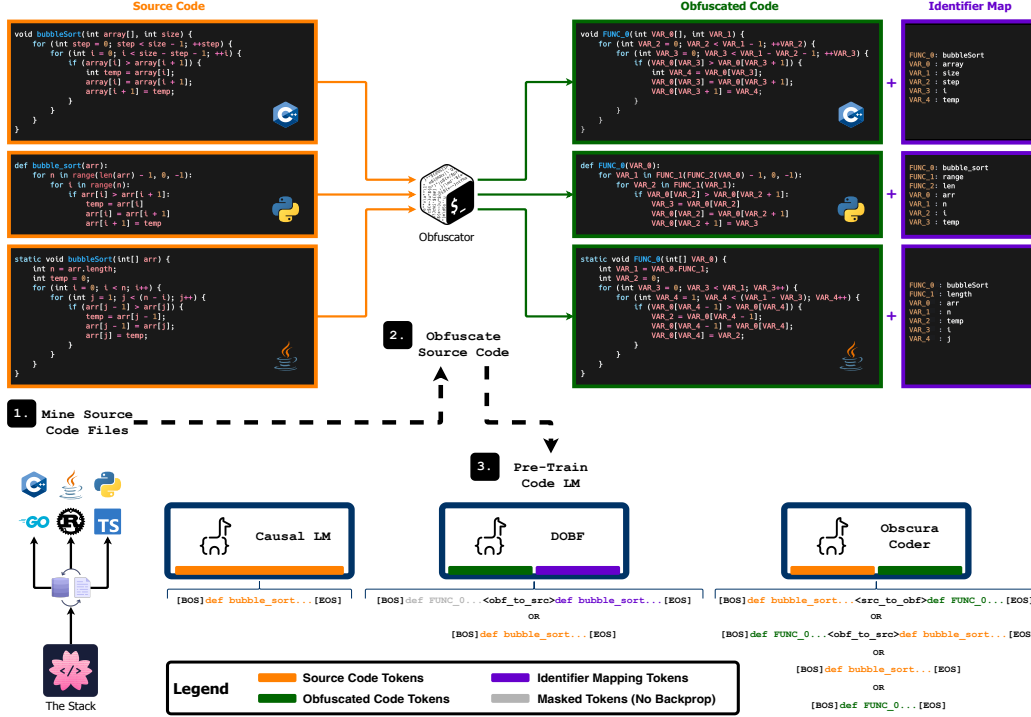 Source Code
Obfuscated Code
Identifier Map
void bubbleSort(int array[], int size) {
for (int step = 0; step < size - 1; ++step) {
for (int i = 0; i < size - step - 1; ++i) {
if (array[i] > array[i + 1]) {
int temp = array[i];
array[i] = array[i + 1];
array[i + 1] = temp;
}
}
}
}
C++
void FUNC_0(int VAR_0[], int VAR_1) {
for (int VAR_2 = 0; VAR_2 < VAR_1 - 1; ++VAR_2) {
for (int VAR_3 = 0; VAR_3 < VAR_1 - VAR_2 - 1; ++VAR_3) {
if (VAR_0[VAR_3] > VAR_0[VAR_3 + 1]) {
int VAR_4 = VAR_0[VAR_3];
VAR_0[VAR_3] = VAR_0[VAR_3 + 1];
VAR_0[VAR_3 + 1] = VAR_4;
}
}
}
}
C++
+
FUNC_0: bubbleSort
VAR_0 : array
VAR_1 : size
VAR_2 : step
VAR_3 : i
VAR_4 : temp
def bubble_sort(arr):
for n in range(len(arr) - 1, 0, -1):
for i in range(n):
if arr[i] > arr[i + 1]:
temp = arr[i]
arr[i] = arr[i + 1]
arr[i + 1] = temp
$_
Obfuscator
def FUNC_0(VAR_0):
for VAR_1 in FUNC_1(FUNC_2(VAR_0) - 1, 0, -1):
for VAR_2 in FUNC_1(VAR_1):
if VAR_0[VAR_2] > VAR_0[VAR_2 + 1]:
VAR_3 = VAR_0[VAR_2]
VAR_0[VAR_2] = VAR_0[VAR_2 + 1]
VAR_0[VAR_2 + 1] = VAR_3
+
FUNC_0: bubble_sort
FUNC_1: range
FUNC_2: len
VAR_0 : arr
VAR_1 : n
VAR_2 : i
VAR_3 : temp
static void bubbleSort(int[] arr) {
int n = arr.length;
int temp = 0;
for (int i = 0; i < n; i++) {
for (int j = 1; j < (n - i); j++) {
if (arr[j - 1] > arr[j]) {
temp = arr[j - 1];
arr[j - 1] = arr[j];
arr[j] = temp;
}
}
}
}
static void FUNC_0(int[] VAR_0) {
int VAR_1 = VAR_0.FUNC_1;
int VAR_2 = 0;
for (int VAR_3 = 0; VAR_3 < VAR_1; VAR_3++) {
for (int VAR_4 = 1; VAR_4 < (VAR_1 - VAR_3); VAR_4++) {
if (VAR_0[VAR_4 - 1] > VAR_0[VAR_4]) {
VAR_2 = VAR_0[VAR_4 - 1];
VAR_0[VAR_4 - 1] = VAR_0[VAR_4];
VAR_0[VAR_4] = VAR_2;
}
}
}
}
+
FUNC_0 : bubbleSort
FUNC_1 : length
VAR_0 : arr
VAR_1 : n
VAR_2 : temp
VAR_3 : i
VAR_4 : j
2. Obfuscate
Source Code
1. Mine Source
Code Files
3. Pre-Train
Code LM
C++
GO
R
TS
</>
The Stack
Causal LM
[BOS]def bubble_sort...[EOS]
DOBF
[BOS]def FUNC_0...<obf_to_src>def bubble_sort...[EOS]
OR
[BOS]def bubble_sort...[EOS]
Obscura
Coder
[BOS]def bubble_sort...<src_to_obf>def FUNC_0...[EOS]
OR
[BOS]def FUNC_0...<obf_to_src>def bubble_sort...[EOS]
OR
[BOS]def bubble_sort...[EOS]
OR
[BOS]def FUNC_0...[EOS]
Legend
Source Code Tokens
Identifier Mapping Tokens
Obfuscated Code Tokens
Masked Tokens (No Backprop)